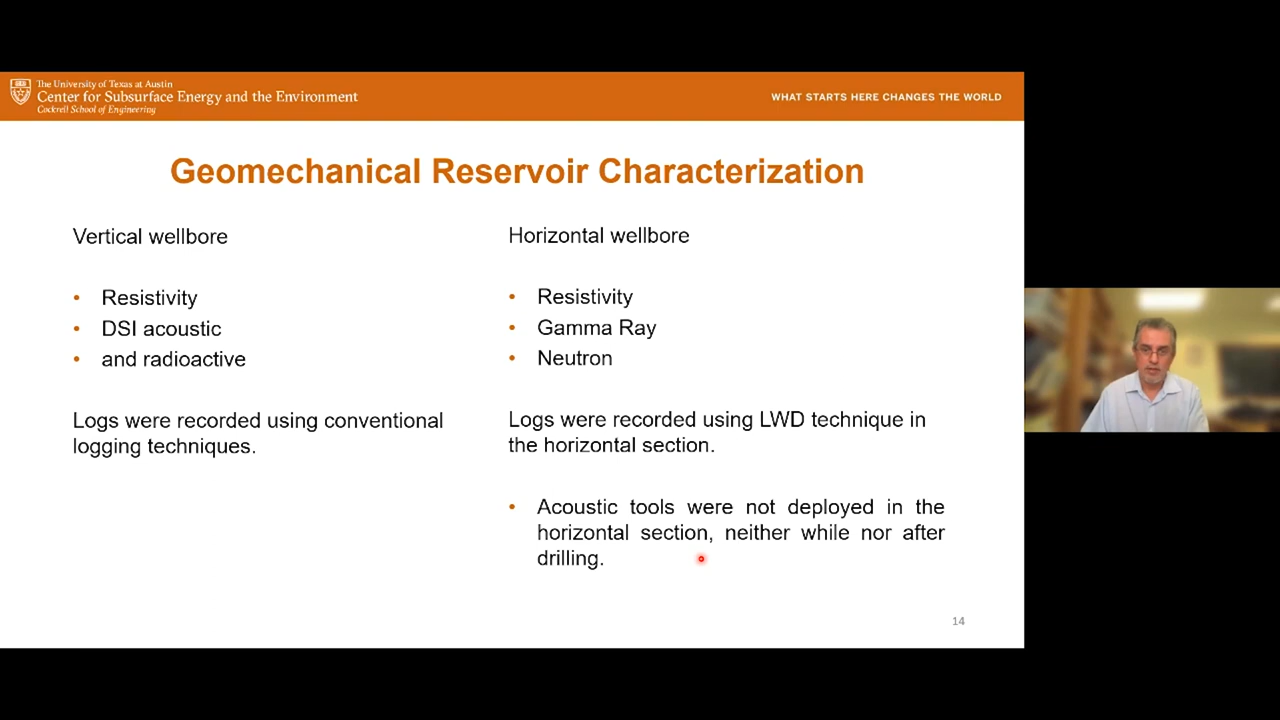 The University of Texas at Austin
Center for Subsurface Energy and the Environment
Cockrell School of Engineering
WHAT STARTS HERE CHANGES THE WORLD
Geomechanical Reservoir Characterization
Vertical wellbore
• Resistivity
• DSI acoustic
• and radioactive
Logs were recorded using conventional
logging techniques.
Horizontal wellbore
• Resistivity
• Gamma Ray
• Neutron
Logs were recorded using LWD technique in
the horizontal section.
• Acoustic tools were not deployed in the
horizontal section, neither while nor after
drilling.
14